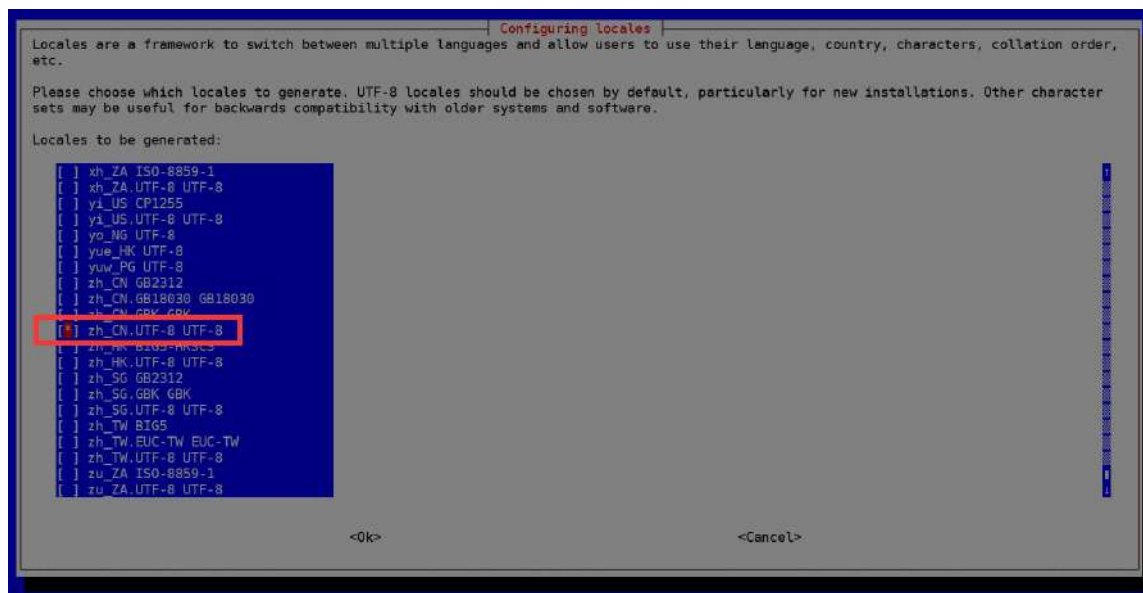 Configuring locales
Locales are a framework to switch between multiple languages and allow users to use their language, country, characters, collation order,
etc.
Please choose which locales to generate. UTF-8 locales should be chosen by default, particularly for new installations. Other character
sets may be useful for backwards compatibility with older systems and software.
Locales to be generated:
[ ] xh_ZA ISO-8859-1
[ ] xh_ZA.UTF-8 UTF-8
[ ] yi_US CP1255
[ ] yi_US.UTF-8 UTF-8
[ ] yo_NG UTF-8
[ ] yue_HK UTF-8
[ ] yuw_PG UTF-8
[ ] zh_CN GB2312
[ ] zh_CN.GB18030 GB18030
[ ] zh_CN.GBK GBK
[*] zh_CN.UTF-8 UTF-8
[ ] zh_HK BIG5-HKSCS
[ ] zh_HK.UTF-8 UTF-8
[ ] zh_SG GB2312
[ ] zh_SG.GBK GBK
[ ] zh_SG.UTF-8 UTF-8
[ ] zh_TW BIG5
[ ] zh_TW.EUC-TW EUC-TW
[ ] zh_TW.UTF-8 UTF-8
[ ] zu_ZA ISO-8859-1
[ ] zu_ZA.UTF-8 UTF-8
<Ok> <Cancel>